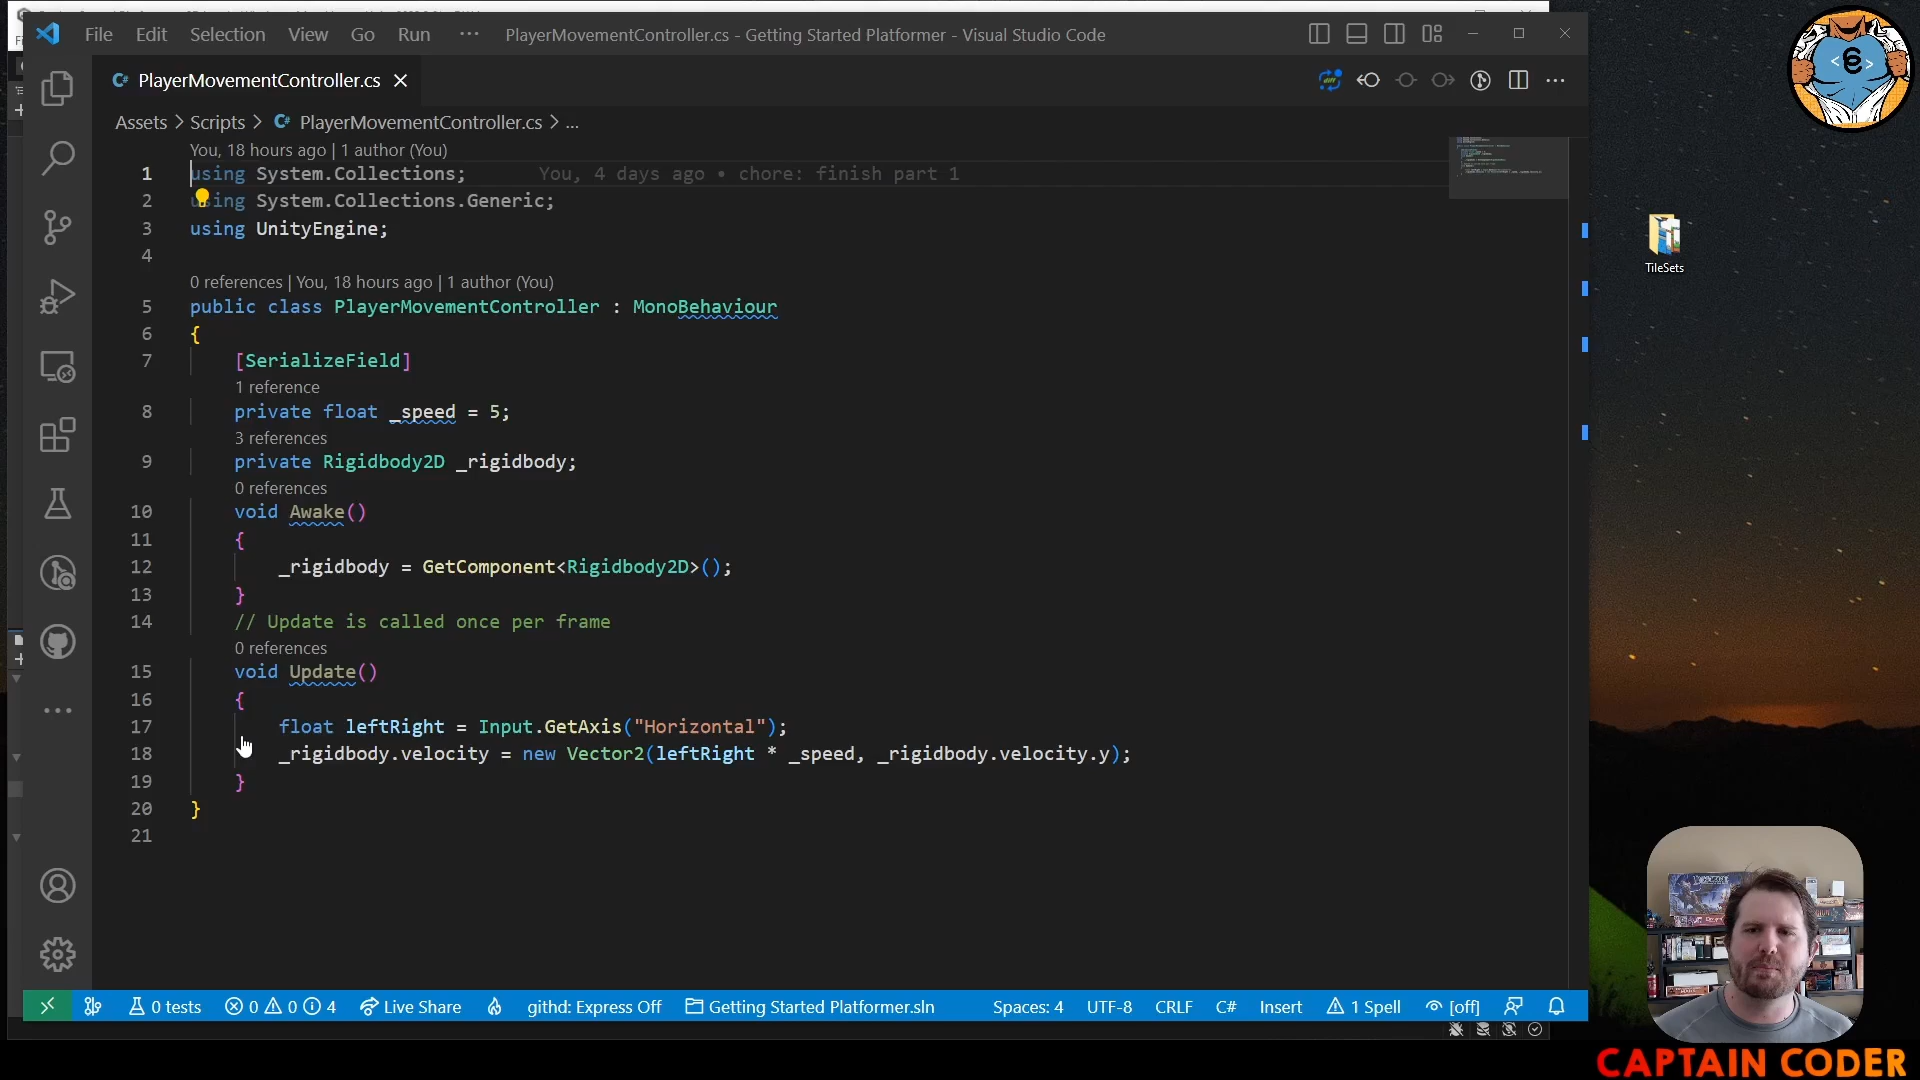 File Edit Selection View Go Run ··· PlayerMovementController.cs - Getting Started Platformer - Visual Studio Code
C# PlayerMovementController.cs
Assets > Scripts > C# PlayerMovementController.cs > ...
You, 18 hours ago | 1 author (You)
1 using System.Collections; You, 4 days ago • chore: finish part 1
2 using System.Collections.Generic;
3 using UnityEngine;
4
0 references | You, 18 hours ago | 1 author (You)
5 public class PlayerMovementController : MonoBehaviour
6 {
7 [SerializeField]
1 reference
8 private float _speed = 5;
3 references
9 private Rigidbody2D _rigidbody;
0 references
10 void Awake()
11 {
12 _rigidbody = GetComponent<Rigidbody2D>();
13 }
14 // Update is called once per frame
0 references
15 void Update()
16 {
17 float leftRight = Input.GetAxis("Horizontal");
18 _rigidbody.velocity = new Vector2(leftRight * _speed, _rigidbody.velocity.y);
19 }
20 }
21
0 tests 0 0 4 Live Share githd: Express Off Getting Started Platformer.sln Spaces: 4 UTF-8 CRLF C# Insert 1 Spell [off]
TileSets
< C >
CAPTAIN CODER